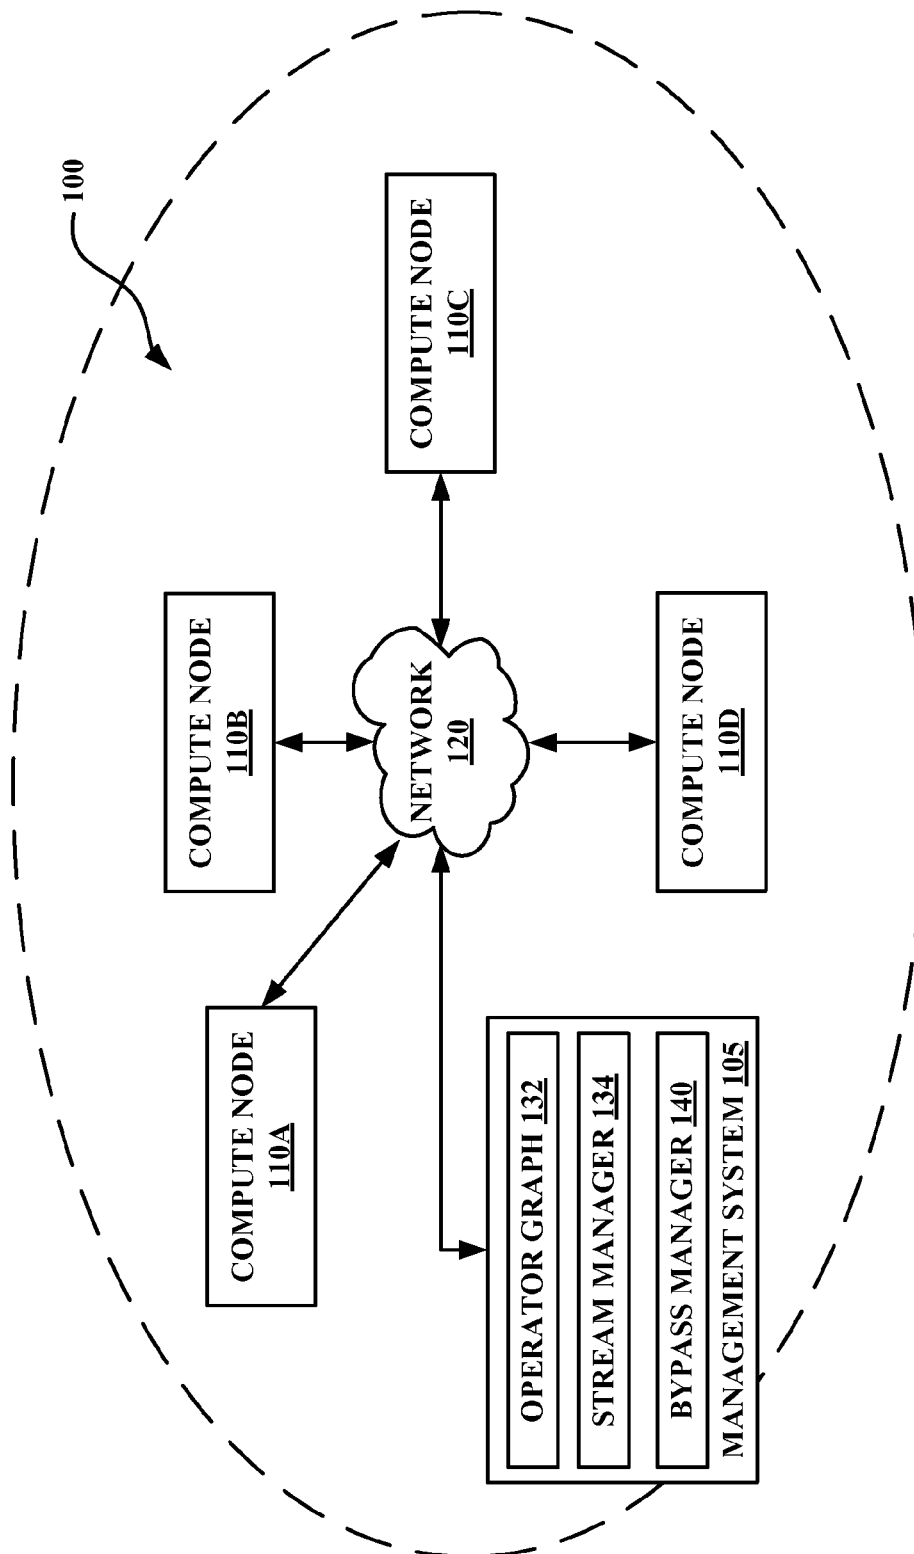 100
COMPUTE NODE
110A
COMPUTE NODE
110B
COMPUTE NODE
110C
NETWORK
120
COMPUTE NODE
110D
OPERATOR GRAPH 132
STREAM MANAGER 134
BYPASS MANAGER 140
MANAGEMENT SYSTEM 105